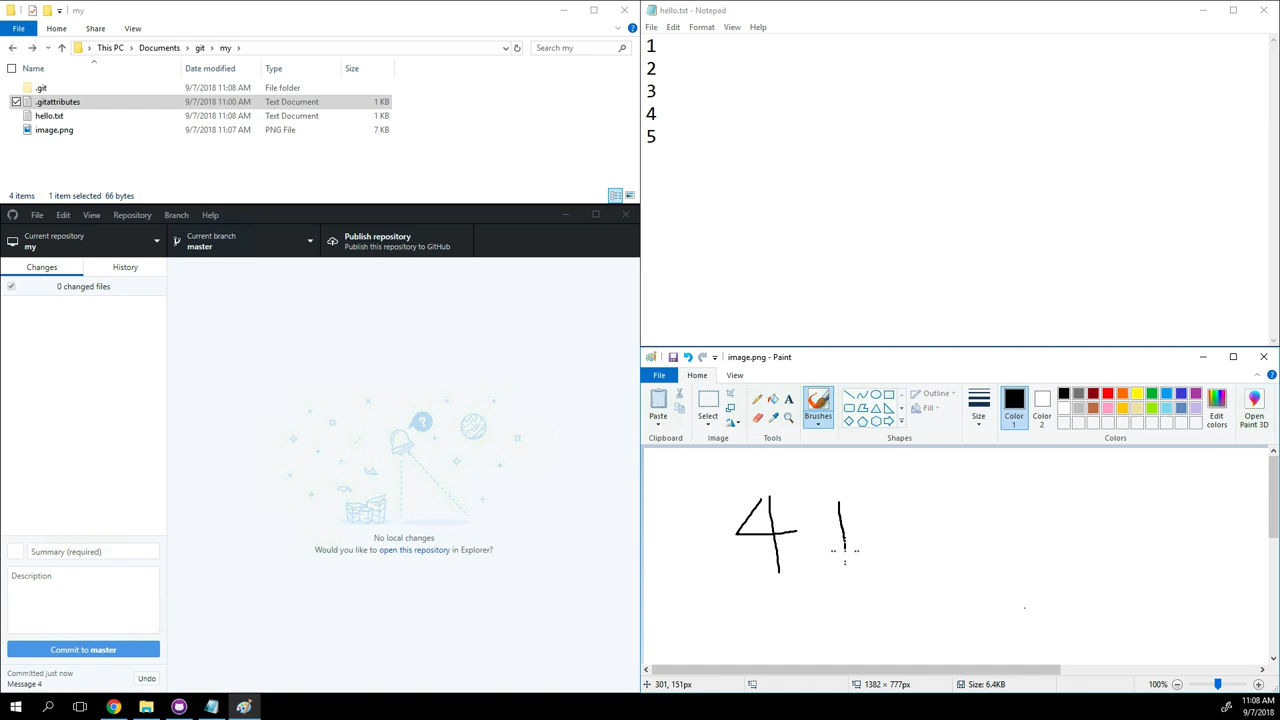 my
File Home Share View
This PC Documents git my
Search my
Name Date modified Type Size
.git 9/7/2018 11:08 AM File folder
.gitattributes 9/7/2018 11:00 AM Text Document 1 KB
hello.txt 9/7/2018 11:08 AM Text Document 1 KB
image.png 9/7/2018 11:07 AM PNG File 7 KB
4 items 1 item selected 66 bytes
File Edit View Repository Branch Help
Current repository
my
Current branch
master
Publish repository
Publish this repository to GitHub
Changes History
0 changed files
No local changes
Would you like to open this repository in Explorer?
Summary (required)
Description
Commit to master
Committed just now
Message 4
Undo
hello.txt - Notepad
File Edit Format View Help
1
2
3
4
5
image.png - Paint
File Home View
Paste
Clipboard
Select
Image
A
Tools
Brushes
Outline
Fill
Shapes
Size
Color 1
Color 2
Edit colors
Open Paint 3D
Colors
4 1
301, 151px 1382 × 777px Size: 6.4KB 100%
11:08 AM
9/7/2018